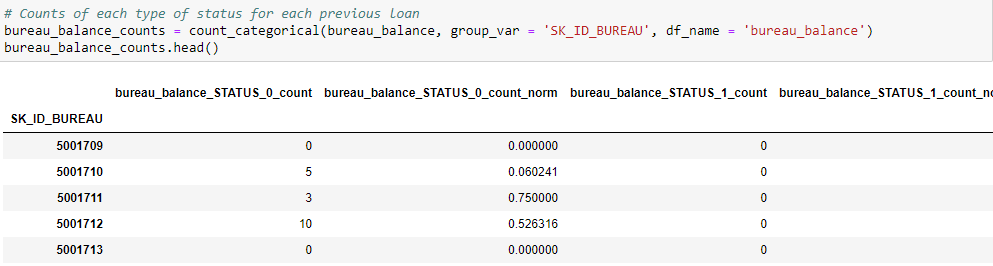 # Counts of each type of status for each previous loan
bureau_balance_counts = count_categorical(bureau_balance, group_var = 'SK_ID_BUREAU', df_name = 'bureau_balance')
bureau_balance_counts.head()
bureau_balance_STATUS_0_count bureau_balance_STATUS_0_count_norm bureau_balance_STATUS_1_count bureau_balance_STATUS_1_count_no
SK_ID_BUREAU
5001709 0 0.000000 0
5001710 5 0.060241 0
5001711 3 0.750000 0
5001712 10 0.526316 0
5001713 0 0.000000 0